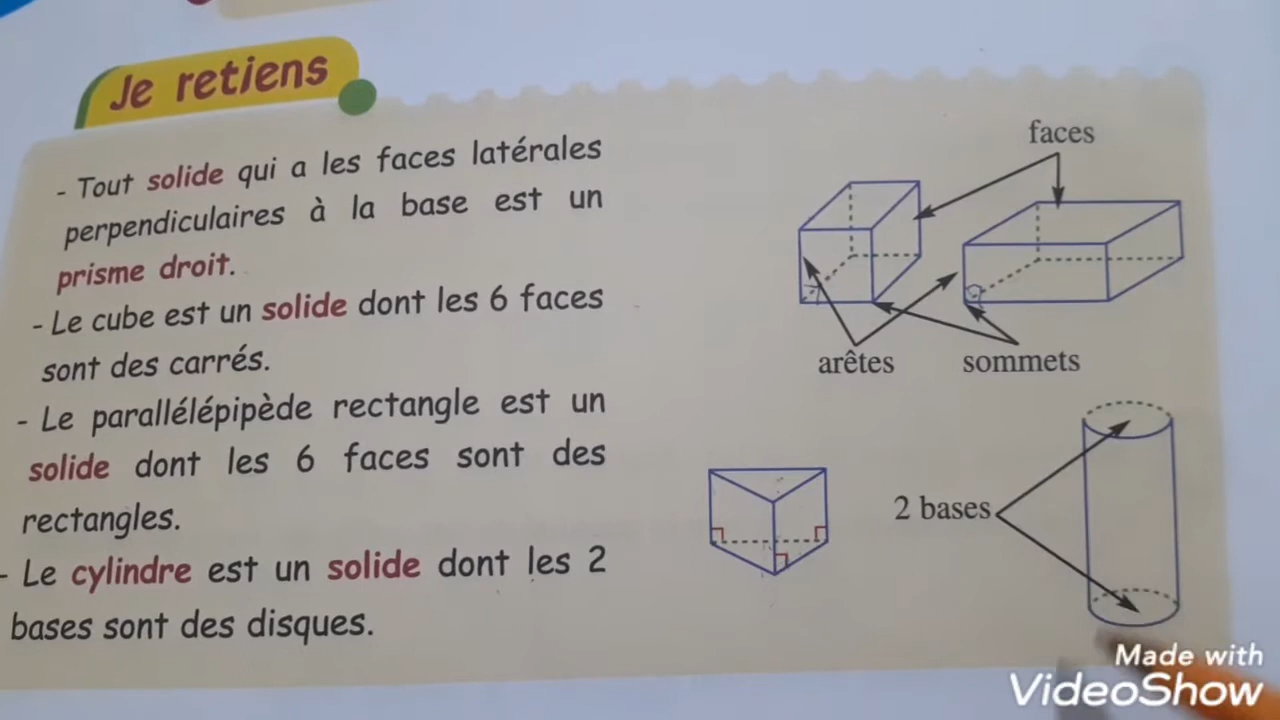 Je retiens
- Tout solide qui a les faces latérales
perpendiculaires à la base est un
prisme droit.
- Le cube est un solide dont les 6 faces
sont des carrés.
- Le parallélépipède rectangle est un
solide dont les 6 faces sont des
rectangles.
- Le cylindre est un solide dont les 2
bases sont des disques.
faces
arêtes
sommets
2 bases
Made with
VideoShow